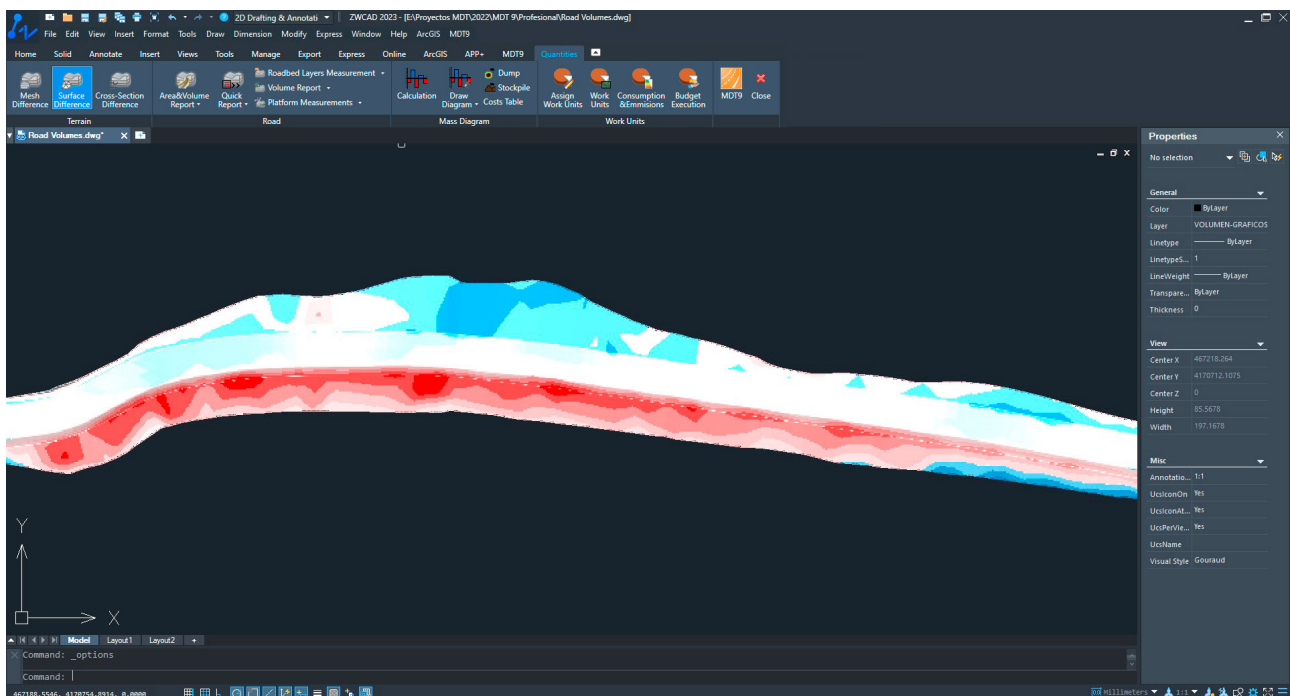 2D Drafting & Annotati ZWCAD 2023 - [E:\Proyectos MDT\2022\MDT 9\Profesional\Road Volumes.dwg]
File Edit View Insert Format Tools Draw Dimension Modify Express Window Help ArcGIS MDT9
Home Solid Annotate Insert Views Tools Manage Export Express Online ArcGIS APP+ MDT9 Quantities
Mesh Difference
Surface Difference
Cross-Section Difference
Terrain
Area&Volume Report
Quick Report
Roadbed Layers Measurement
Volume Report
Platform Measurements
Road
Calculation
Draw Diagram
Dump
Stockpile
Costs Table
Mass Diagram
Assign Work Units
Work Units
Consumption &Emmisions
Budget Execution
Work Units
MDT9
Close
Road Volumes.dwg*
Properties
No selection
General
Color ByLayer
Layer VOLUMEN-GRAFICOS
Linetype ByLayer
LinetypeS... 1
LineWeight ByLayer
Transpare... ByLayer
Thickness 0
View
Center X 467218.264
Center Y 4170712.1075
Center Z 0
Height 85.5678
Width 197.1678
Misc
Annotatio... 1:1
UcsIconOn Yes
UcsIconAt... Yes
UcsPerVie... Yes
UcsName
Visual Style Gouraud
Y
X
Model Layout1 Layout2 +
Command: _options
Command:
467188.5546, 4170754.8914, 0.0000 Millimeters 1:1